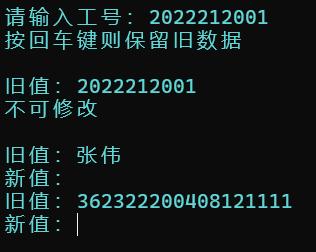 请输入工号: 2022212001
按回车键则保留旧数据
旧值: 2022212001
不可修改
旧值: 张伟
新值:
旧值: 362322200408121111
新值: